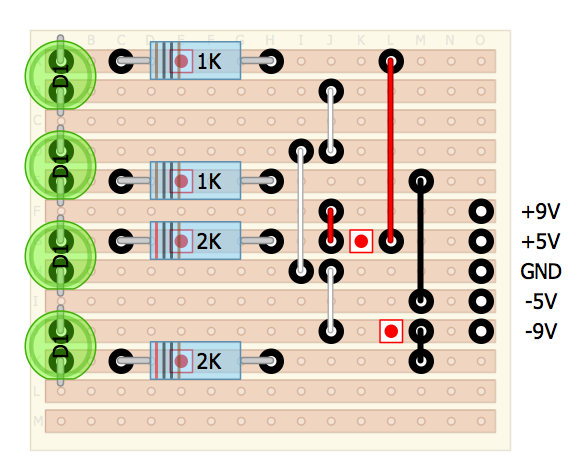 B C D E F G H I J K L M N O
D1
1K
C
D1
1K
F
+9V
D1
2K
+5V
GND
I
-5V
D1
-9V
2K
L
M